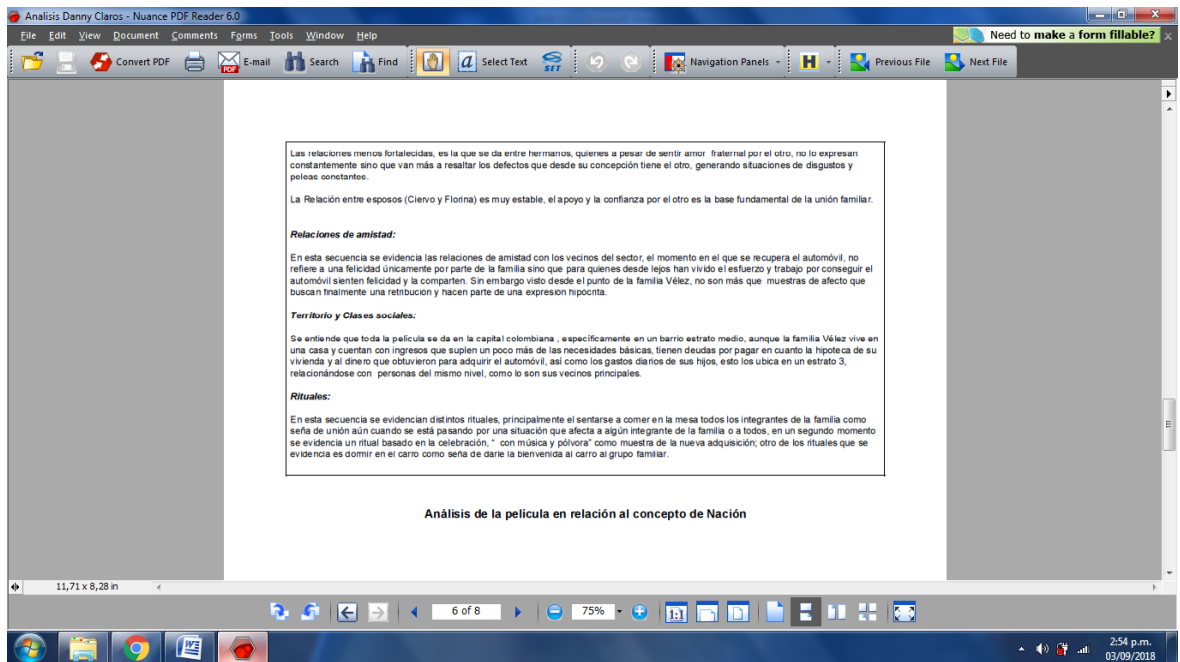 Analisis Danny Claros - Nuance PDF Reader 6.0
File Edit View Document Comments Forms Tools Window Help
Need to make a form fillable?
Convert PDF E-mail Search Find Select Text Navigation Panels H Previous File Next File
Las relaciones menos fortalecidas, es la que se da entre hermanos, quienes a pesar de sentir amor fraternal por el otro, no lo expresan
constantemente sino que van más a resaltar los defectos que desde su concepción tiene el otro, generando situaciones de disgustos y
peleas constantes.
La Relación entre esposos (Ciervo y Florina) es muy estable, el apoyo y la confianza por el otro es la base fundamental de la unión familiar.
Relaciones de amistad:
En esta secuencia se evidencia las relaciones de amistad con los vecinos del sector, el momento en el que se recupera el automóvil, no
refiere a una felicidad únicamente por parte de la familia sino que para quienes desde lejos han vivido el esfuerzo y trabajo por conseguir el
automóvil sienten felicidad y la comparten. Sin embargo visto desde el punto de la familia Vélez, no son más que muestras de afecto que
buscan finalmente una retribución y hacen parte de una expresión hipócrita.
Territorio y Clases sociales:
Se entiende que toda la película se da en la capital colombiana , específicamente en un barrio estrato medio, aunque la familia Vélez vive en
una casa y cuentan con ingresos que suplen un poco más de las necesidades básicas, tienen deudas por pagar en cuanto la hipoteca de su
vivienda y al dinero que obtuvieron para adquirir el automóvil, así como los gastos diarios de sus hijos, esto los ubica en un estrato 3,
relacionándose con personas del mismo nivel, como lo son sus vecinos principales.
Rituales:
En esta secuencia se evidencian distintos rituales, principalmente el sentarse a comer en la mesa todos los integrantes de la familia como
seña de unión aún cuando se está pasando por una situación que afecta a algún integrante de la familia o a todos, en un segundo momento
se evidencia un ritual basado en la celebración, " con música y pólvora" como muestra de la nueva adquisición; otro de los rituales que se
evidencia es dormir en el carro como seña de darle la bienvenida al carro al grupo familiar.
Análisis de la película en relación al concepto de Nación
11,71 x 8,28 in
6 of 8 75% 1:1
2:54 p.m.
03/09/2018